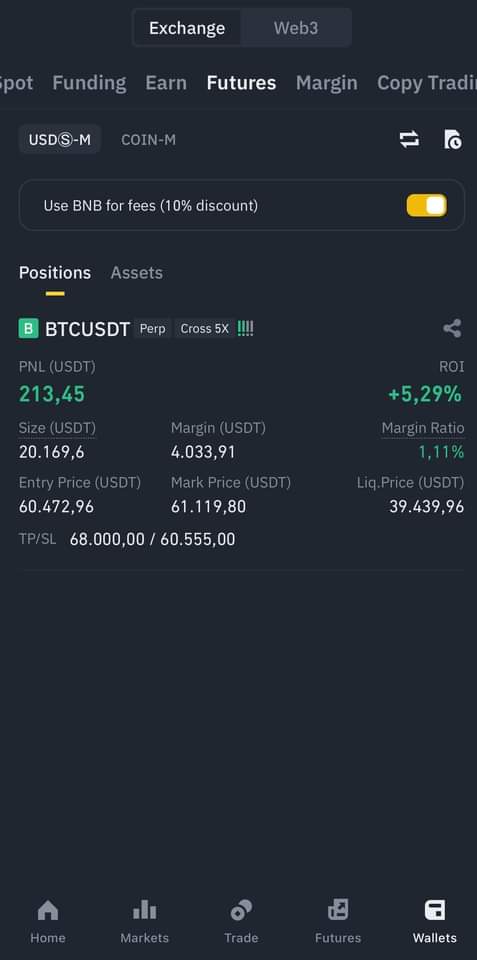 Exchange Web3
Spot Funding Earn Futures Margin Copy Tradin
USDⓈ-M COIN-M
Use BNB for fees (10% discount)
Positions Assets
B BTCUSDT Perp Cross 5X
PNL (USDT) ROI
213,45 +5,29%
Size (USDT) Margin (USDT) Margin Ratio
20.169,6 4.033,91 1,11%
Entry Price (USDT) Mark Price (USDT) Liq.Price (USDT)
60.472,96 61.119,80 39.439,96
TP/SL 68.000,00 / 60.555,00
Home Markets Trade Futures Wallets